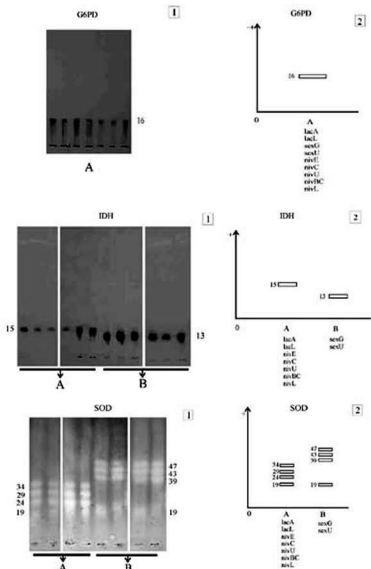 G6PD
1
16
A
2
+
16
0
A
lacA
lacL
sexG
sexU
nivE
nivC
nivU
nivBC
nivL
IDH
1
15
13
A
B
IDH
2
+
15
13
0
A
B
lacA
lacL
nivE
nivC
nivU
nivBC
nivL
sexG
sexU
SOD
1
34
29
24
19
47
43
39
19
A
B
SOD
2
+
47
43
39
34
29
24
19
19
0
A
B
lacA
lacL
nivE
nivC
nivU
nivBC
nivL
sexG
sexU